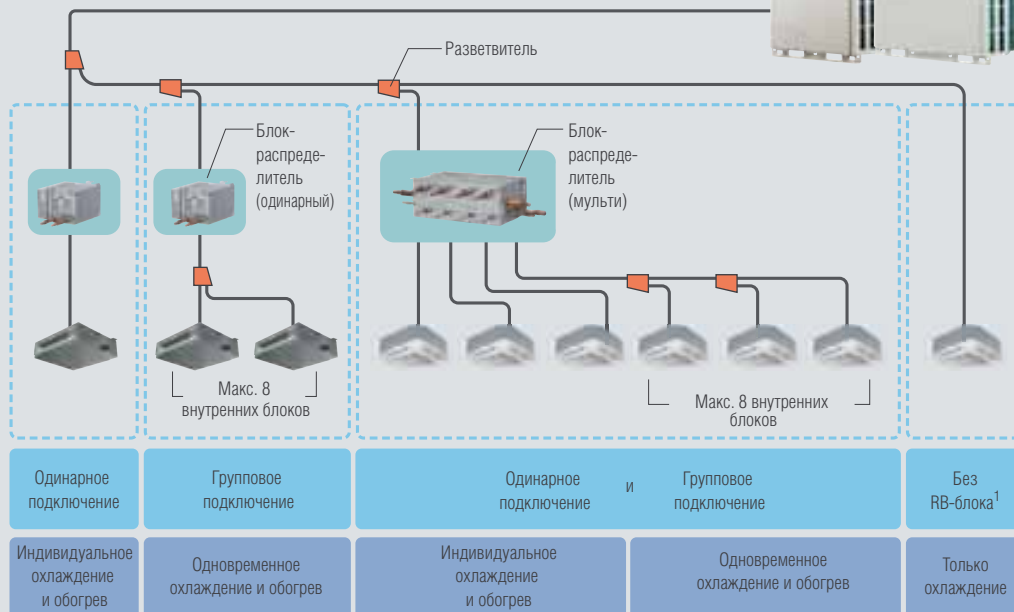 Разветвитель
Блок-
распреде-
литель
(одинарный)
Блок-
распреде-
литель
(мульти)
Макс. 8
внутренних блоков
Макс. 8 внутренних
блоков
Одинарное
подключение
Групповое
подключение
Одинарное
подключение
и
Групповое
подключение
Без
RB-блока¹
Индивидуальное
охлаждение
и обогрев
Одновременное
охлаждение и обогрев
Индивидуальное
охлаждение
и обогрев
Одновременное
охлаждение и обогрев
Только
охлаждение